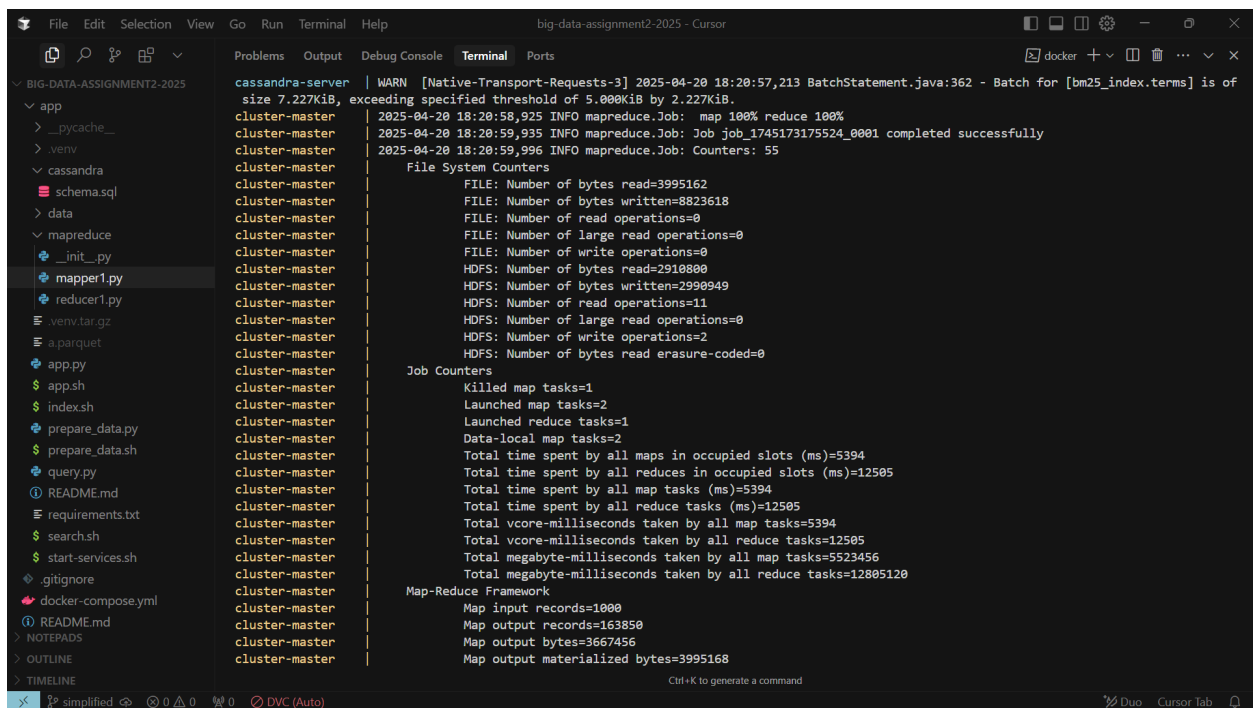 File Edit Selection View Go Run Terminal Help big-data-assignment2-2025 - Cursor
Problems Output Debug Console Terminal Ports docker
BIG-DATA-ASSIGNMENT2-2025
app
__pycache__
.venv
cassandra
schema.sql
data
mapreduce
__init__.py
mapper1.py
reducer1.py
.venv.tar.gz
a.parquet
app.py
$ app.sh
$ index.sh
prepare_data.py
$ prepare_data.sh
query.py
README.md
requirements.txt
$ search.sh
$ start-services.sh
.gitignore
docker-compose.yml
README.md
NOTEPADS
OUTLINE
TIMELINE
cassandra-server | WARN [Native-Transport-Requests-3] 2025-04-20 18:20:57,213 BatchStatement.java:362 - Batch for [bm25_index.terms] is of
size 7.227KiB, exceeding specified threshold of 5.000KiB by 2.227KiB.
cluster-master | 2025-04-20 18:20:58,925 INFO mapreduce.Job: map 100% reduce 100%
cluster-master | 2025-04-20 18:20:59,935 INFO mapreduce.Job: Job job_1745173175524_0001 completed successfully
cluster-master | 2025-04-20 18:20:59,996 INFO mapreduce.Job: Counters: 55
cluster-master | File System Counters
cluster-master | FILE: Number of bytes read=3995162
cluster-master | FILE: Number of bytes written=8823618
cluster-master | FILE: Number of read operations=0
cluster-master | FILE: Number of large read operations=0
cluster-master | FILE: Number of write operations=0
cluster-master | HDFS: Number of bytes read=2910800
cluster-master | HDFS: Number of bytes written=2990949
cluster-master | HDFS: Number of read operations=11
cluster-master | HDFS: Number of large read operations=0
cluster-master | HDFS: Number of write operations=2
cluster-master | HDFS: Number of bytes read erasure-coded=0
cluster-master | Job Counters
cluster-master | Killed map tasks=1
cluster-master | Launched map tasks=2
cluster-master | Launched reduce tasks=1
cluster-master | Data-local map tasks=2
cluster-master | Total time spent by all maps in occupied slots (ms)=5394
cluster-master | Total time spent by all reduces in occupied slots (ms)=12505
cluster-master | Total time spent by all map tasks (ms)=5394
cluster-master | Total time spent by all reduce tasks (ms)=12505
cluster-master | Total vcore-milliseconds taken by all map tasks=5394
cluster-master | Total vcore-milliseconds taken by all reduce tasks=12505
cluster-master | Total megabyte-milliseconds taken by all map tasks=5523456
cluster-master | Total megabyte-milliseconds taken by all reduce tasks=12805120
cluster-master | Map-Reduce Framework
cluster-master | Map input records=1000
cluster-master | Map output records=163850
cluster-master | Map output bytes=3667456
cluster-master | Map output materialized bytes=3995168
Ctrl+K to generate a command
simplified 0 0 0 DVC (Auto) Duo Cursor Tab